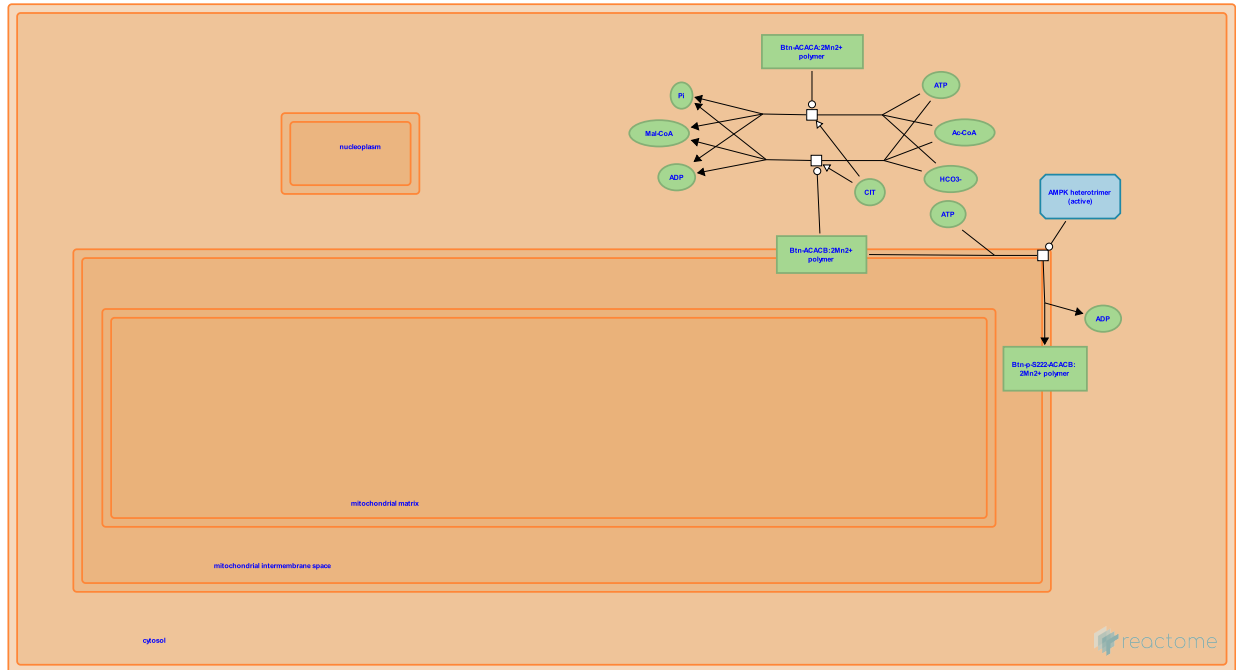 Btn-ACACA:2Mn2+
polymer
Pi
ATP
Mal-CoA
Ac-CoA
nucleoplasm
ADP
HCO3-
CIT
AMPK heterotrimer
(active)
ATP
Btn-ACACB:2Mn2+
polymer
ADP
Btn-p-S222-ACACB:
2Mn2+ polymer
mitochondrial matrix
mitochondrial intermembrane space
cytosol
reactome